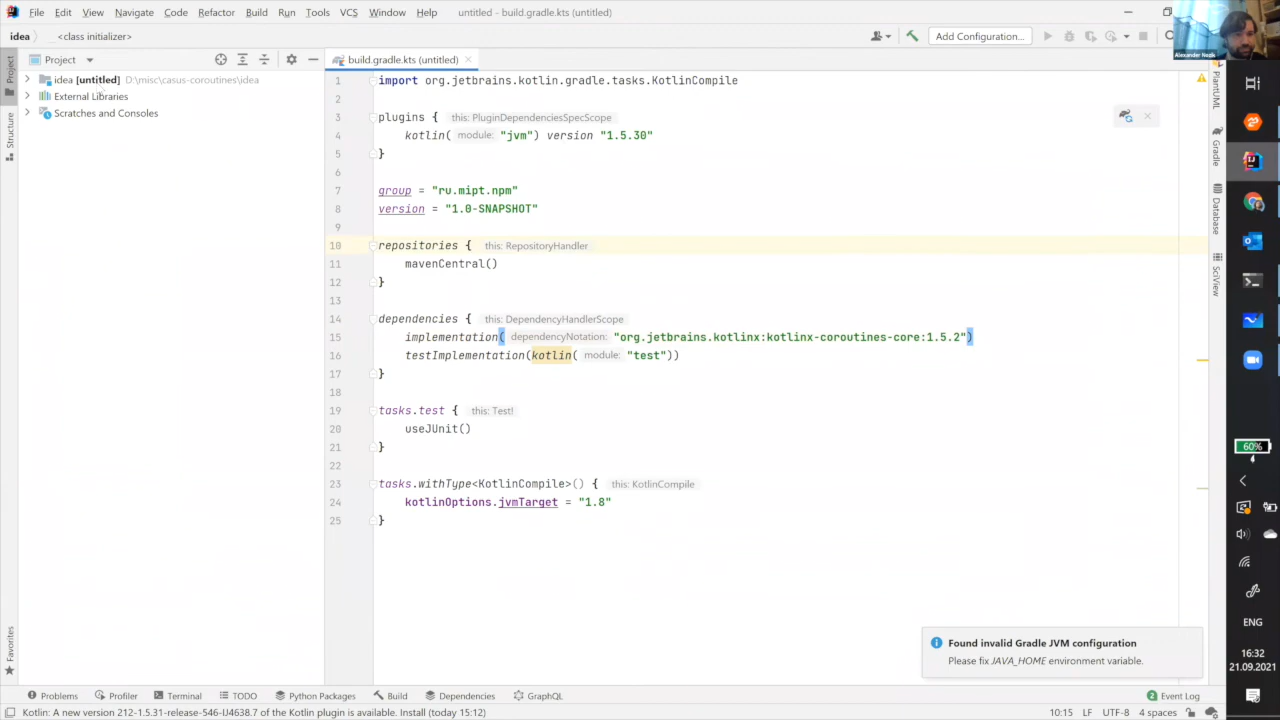 File Edit View Navigate Code Refactor Build Run Tools VCS Window Help untitled - build.gradle.kts (untitled)
idea <class initializer> Add Configuration...
Project
build.gradle.kts (untitled)
idea [untitled] D:\misc\casus-coroutines\idea
External Libraries
Scratches and Consoles
Project
Structure
Favorites
1 import org.jetbrains.kotlin.gradle.tasks.KotlinCompile
2
3 plugins { this: PluginDependenciesSpecScope
4 kotlin( module: "jvm") version "1.5.30"
5 }
6
7 group = "ru.mipt.npm"
8 version = "1.0-SNAPSHOT"
9
10 repositories { this: RepositoryHandler
11 mavenCentral()
12 }
13
14 dependencies { this: DependencyHandlerScope
15 implementation( dependencyNotation: "org.jetbrains.kotlinx:kotlinx-coroutines-core:1.5.2")
16 testImplementation(kotlin( module: "test"))
17 }
18
19 tasks.test { this: Test!
20 useJUnit()
21 }
22
23 tasks.withType<KotlinCompile>() { this: KotlinCompile
24 kotlinOptions.jvmTarget = "1.8"
25 }
PlantUML
Gradle
Database
SciView
60%
ENG
16:32
21.09.2021
Found invalid Gradle JVM configuration
Please fix JAVA_HOME environment variable.
Problems Profiler Terminal TODO Python Packages Build Dependencies GraphQL 2 Event Log
Kotlin: A new version 212-1.5.31-release-546-IJ4638.7 of the Kotlin plugin is available. Install (today 15:12) 10:15 LF UTF-8 4 spaces